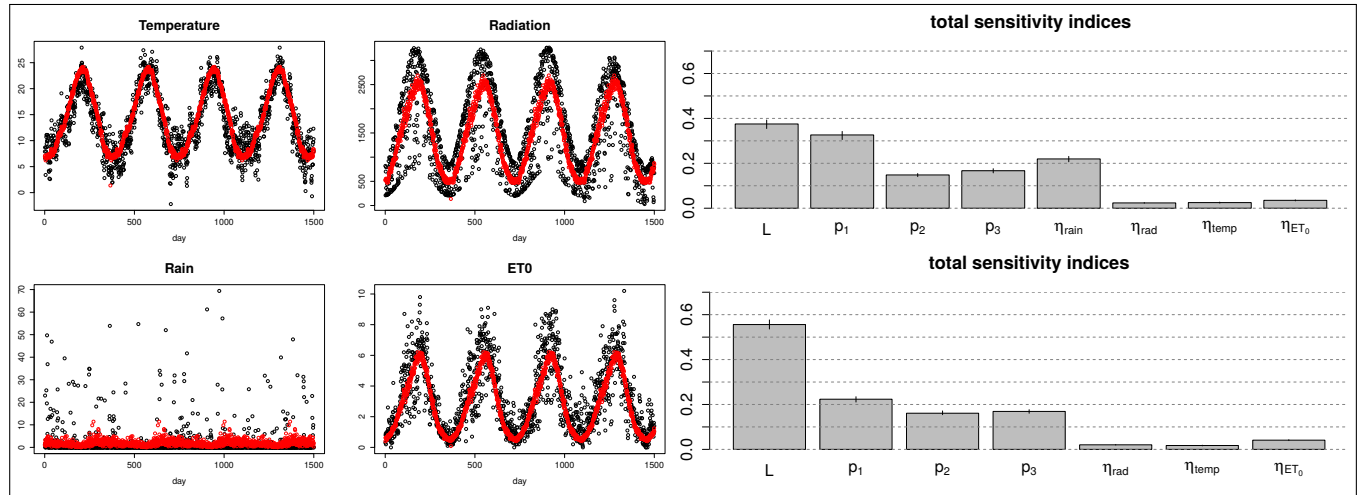 Temperature
0 5 10 15 20 25
0 500 1000 1500
day
Radiation
0 500 1500 2500
0 500 1000 1500
day
total sensitivity indices
0.0 0.2 0.4 0.6
L p1 p2 p3 ηrain ηrad ηtemp ηET0
Rain
0 10 20 30 40 50 60 70
0 500 1000 1500
day
ET0
0 2 4 6 8 10
0 500 1000 1500
day
total sensitivity indices
0.0 0.2 0.4 0.6
L p1 p2 p3 ηrad ηtemp ηET0